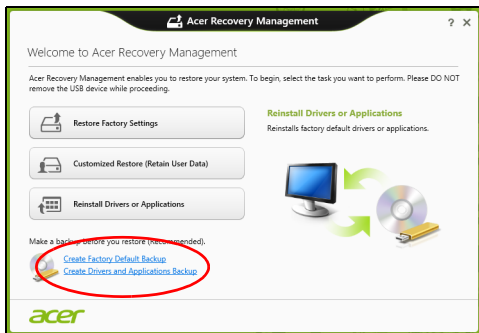 Acer Recovery Management
? ×
Welcome to Acer Recovery Management
Acer Recovery Management enables you to restore your system. To begin, select the task you want to perform. Please DO NOT
remove the USB device while proceeding.
Restore Factory Settings
Customized Restore (Retain User Data)
Reinstall Drivers or Applications
Reinstall Drivers or Applications
Reinstalls factory default drivers or applications.
Make a backup before you restore (Recommended).
Create Factory Default Backup
Create Drivers and Applications Backup
acer